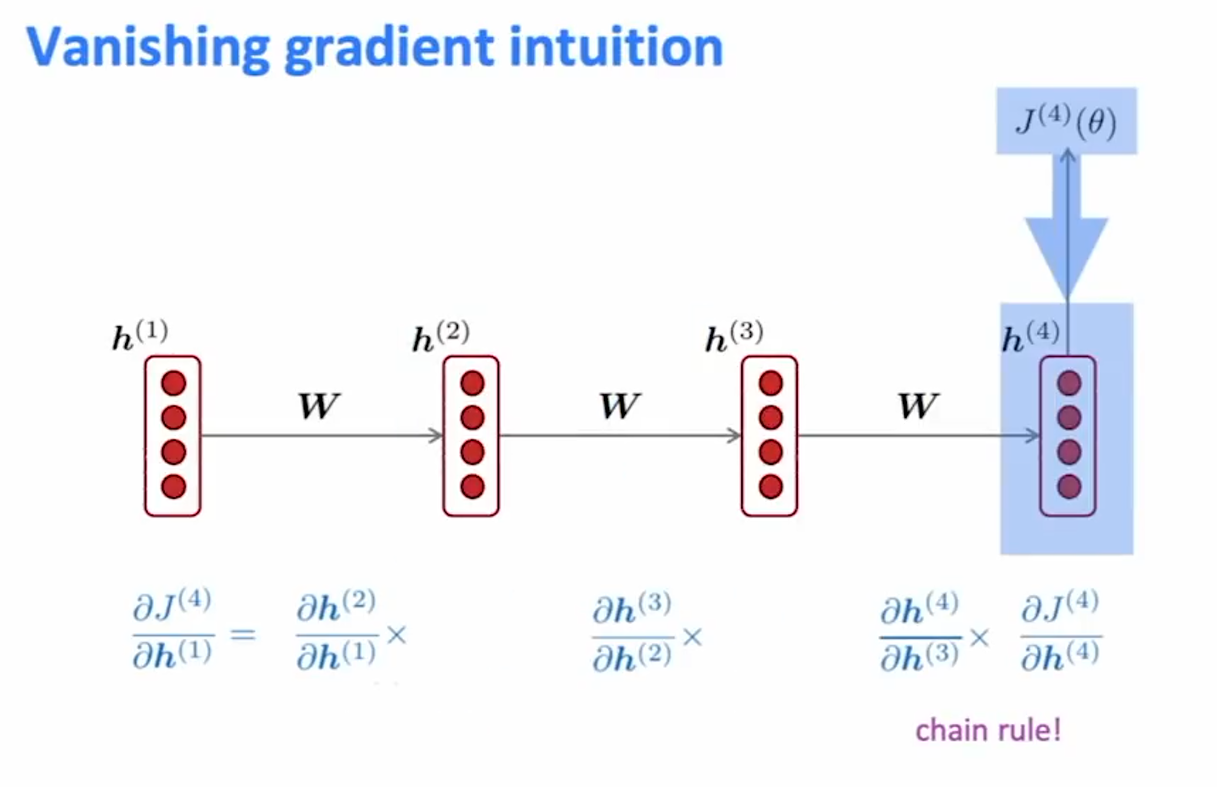 Vanishing gradient intuition
J^{(4)}(θ)
h^{(1)} h^{(2)} h^{(3)} h^{(4)}
W W W
∂J^{(4)}/∂h^{(1)} = ∂h^{(2)}/∂h^{(1)} × ∂h^{(3)}/∂h^{(2)} × ∂h^{(4)}/∂h^{(3)} × ∂J^{(4)}/∂h^{(4)}
chain rule!